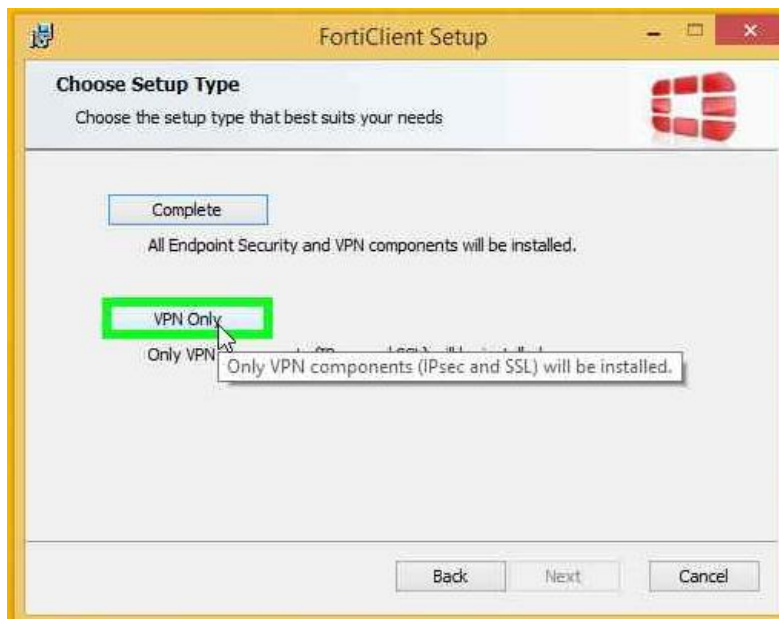 FortiClient Setup
Choose Setup Type
Choose the setup type that best suits your needs
Complete
All Endpoint Security and VPN components will be installed.
VPN Only
Only VPN
Only VPN components (IPsec and SSL) will be installed.
Back Next Cancel